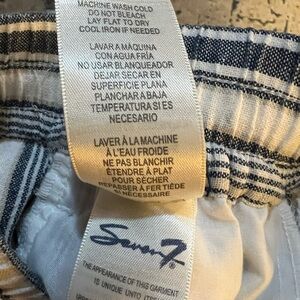 MACHINE WASH COLD
DO NOT BLEACH
LAY FLAT TO DRY
COOL IRON IF NEEDED
LAVAR A MÁQUINA
CON AGUA FRÍA
NO USAR BLANQUEADOR
DEJAR SECAR EN
SUPERFICIE PLANA
PLANCHAR A BAJA
TEMPERATURA SI ES
NECESARIO
LAVER À LA MACHINE
À L'EAU FROIDE
NE PAS BLANCHIR
ÉTENDRE À PLAT
POUR SÉCHER
REPASSER À FER TIÈDE
SI NÉCESSAIRE
Seven7
®
THE APPEARANCE OF THIS GARMENT
IS UNIQUE UNTO